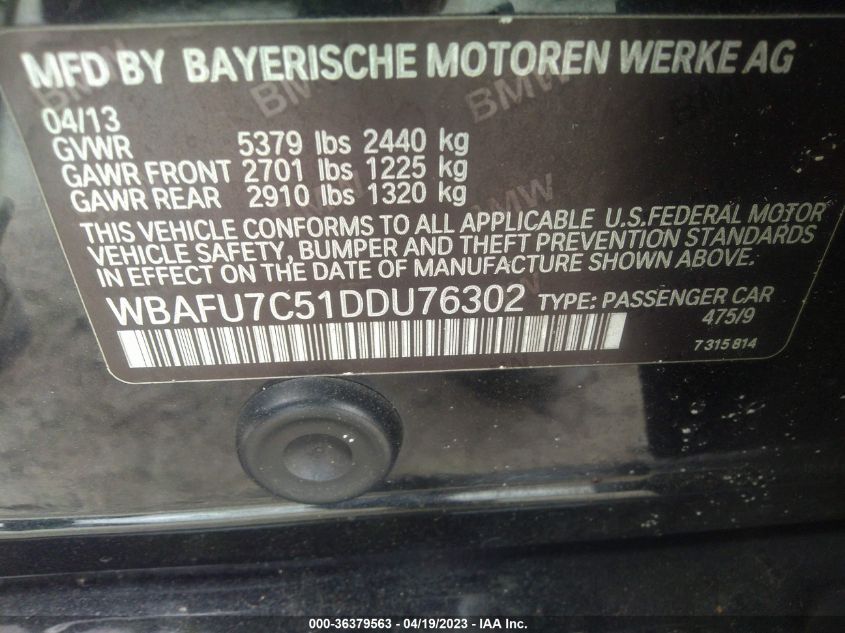 MFD BY BAYERISCHE MOTOREN WERKE AG
04/13
GVWR 5379 lbs 2440 kg
GAWR FRONT 2701 lbs 1225 kg
GAWR REAR 2910 lbs 1320 kg
THIS VEHICLE CONFORMS TO ALL APPLICABLE U.S.FEDERAL MOTOR
VEHICLE SAFETY, BUMPER AND THEFT PREVENTION STANDARDS
IN EFFECT ON THE DATE OF MANUFACTURE SHOWN ABOVE.
WBAFU7C51DDU76302 TYPE: PASSENGER CAR
475/9
7 315 814
BMW
BMW
BMW
000-36379563 - 04/19/2023 - IAA Inc.